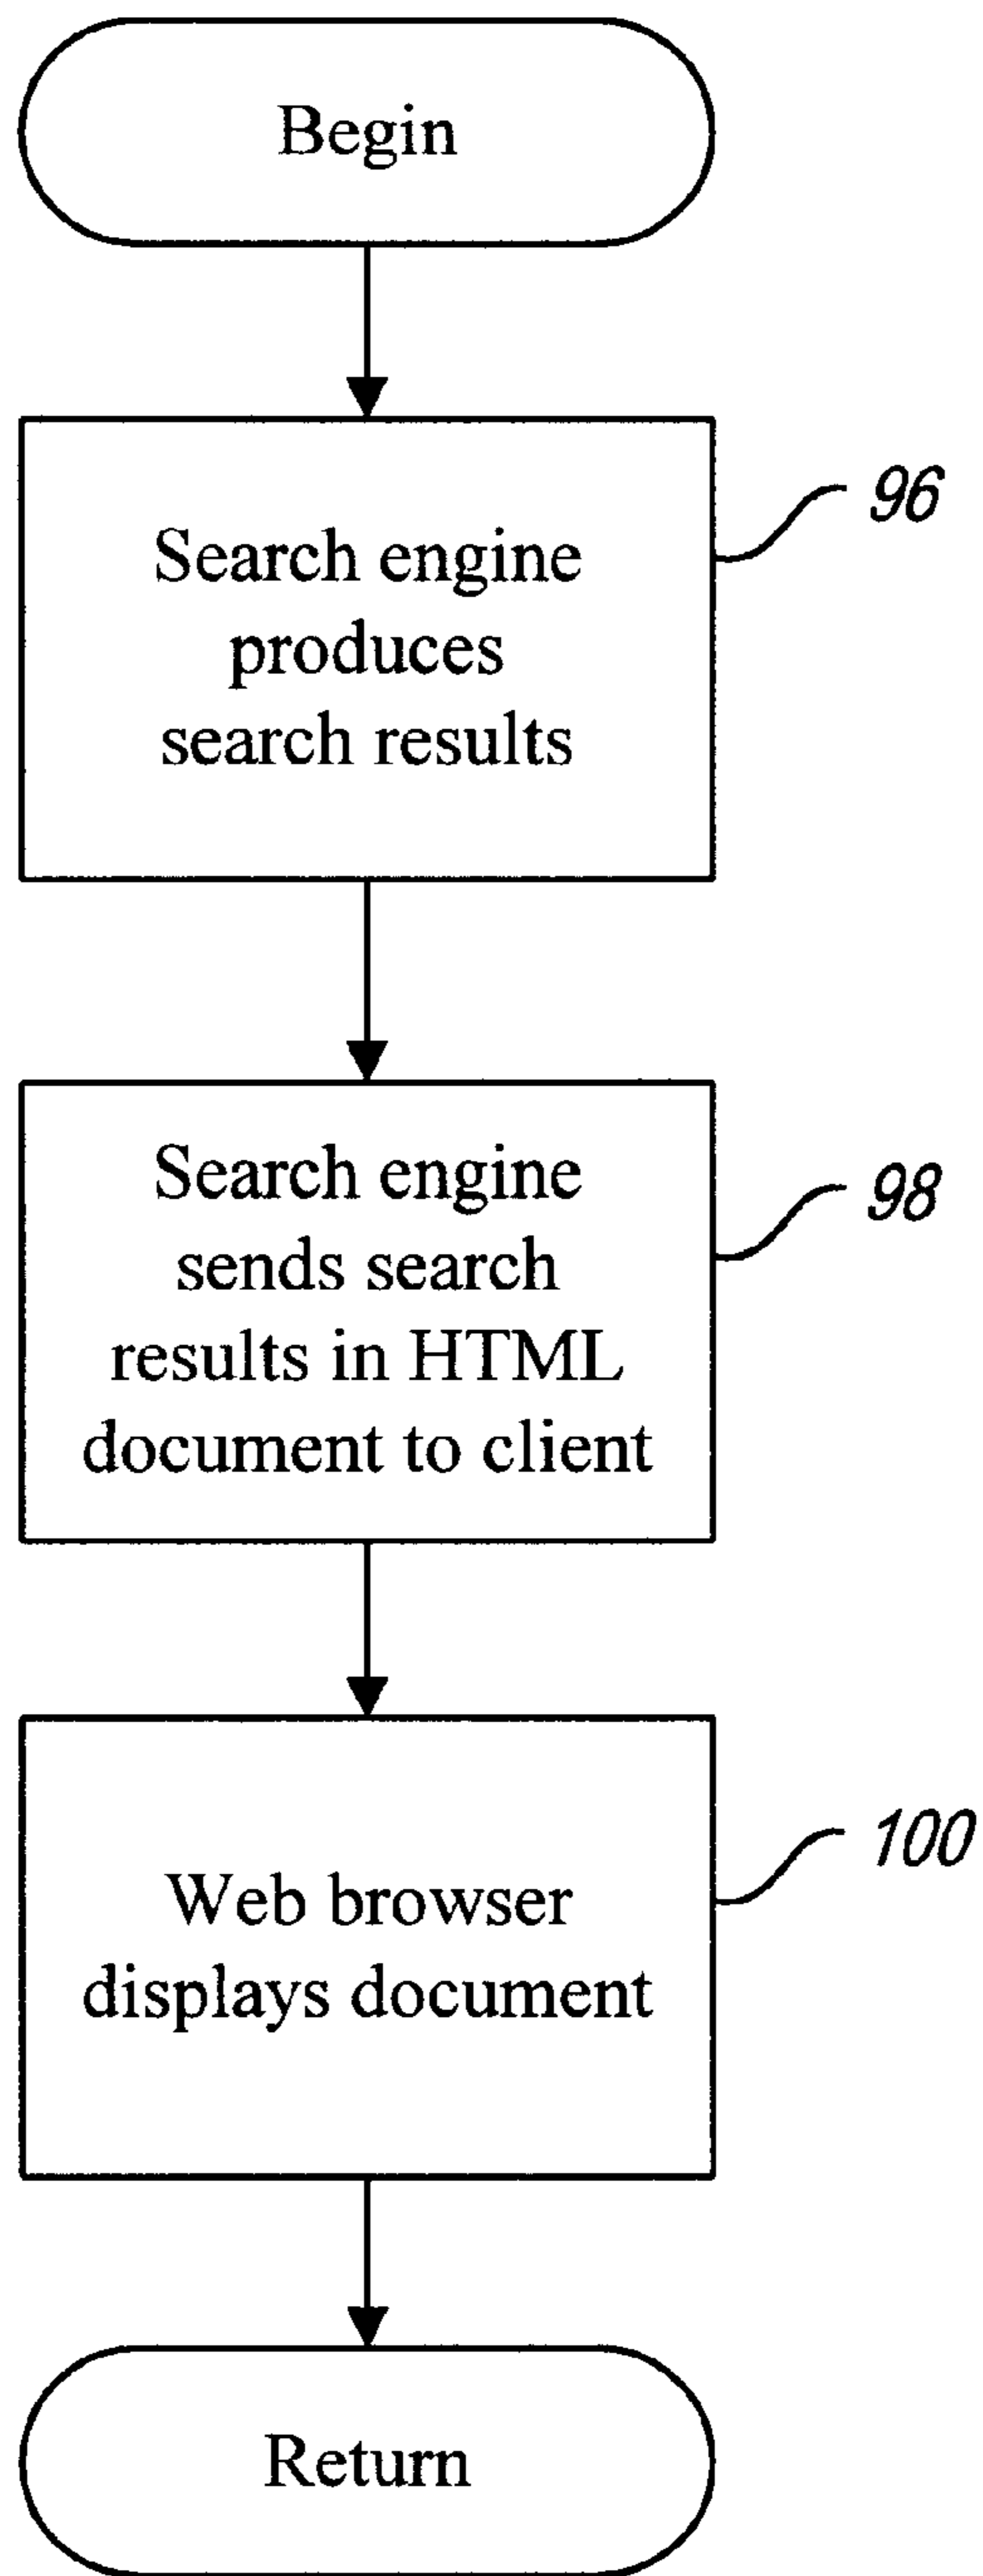 Begin
Search engine
produces
search results
96
Search engine
sends search
results in HTML
document to client
98
Web browser
displays document
100
Return